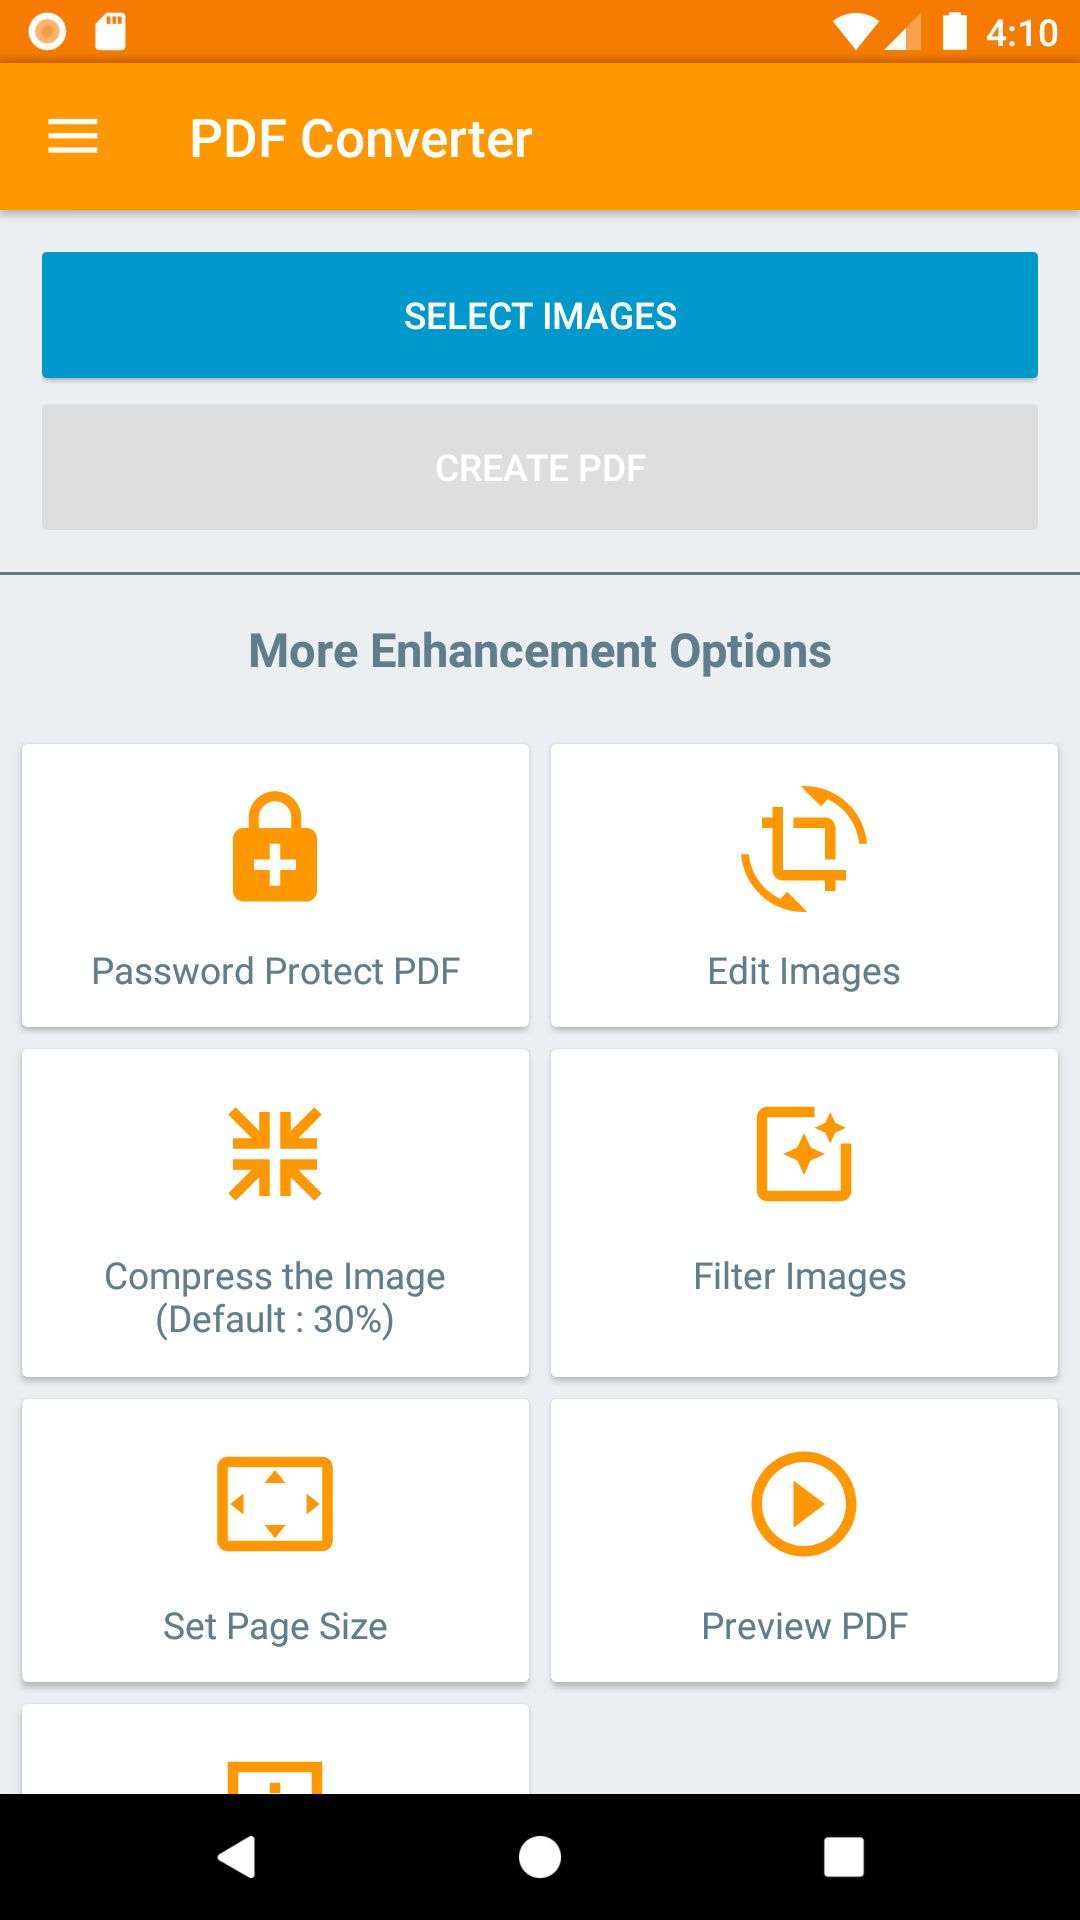 4:10
PDF Converter
SELECT IMAGES
CREATE PDF
More Enhancement Options
Password Protect PDF
Edit Images
Compress the Image
(Default : 30%)
Filter Images
Set Page Size
Preview PDF